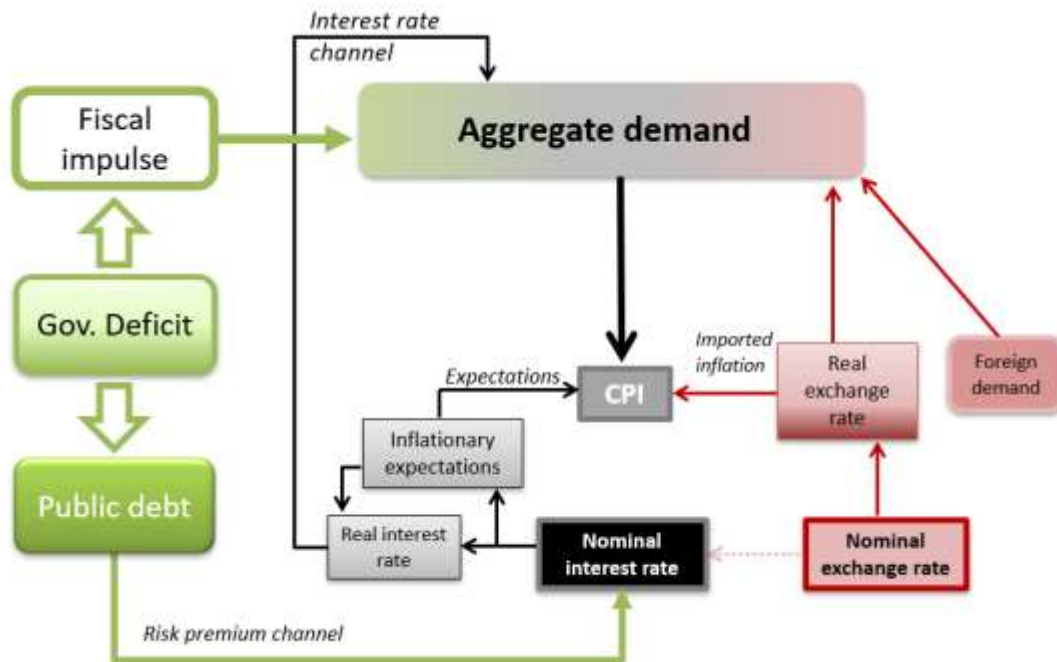 Interest rate
channel
Fiscal
impulse
Aggregate demand
Gov. Deficit
Imported
inflation
Real
exchange
rate
Foreign
demand
Expectations
CPI
Inflationary
expectations
Public debt
Real interest
rate
Nominal
interest rate
Nominal
exchange rate
Risk premium channel